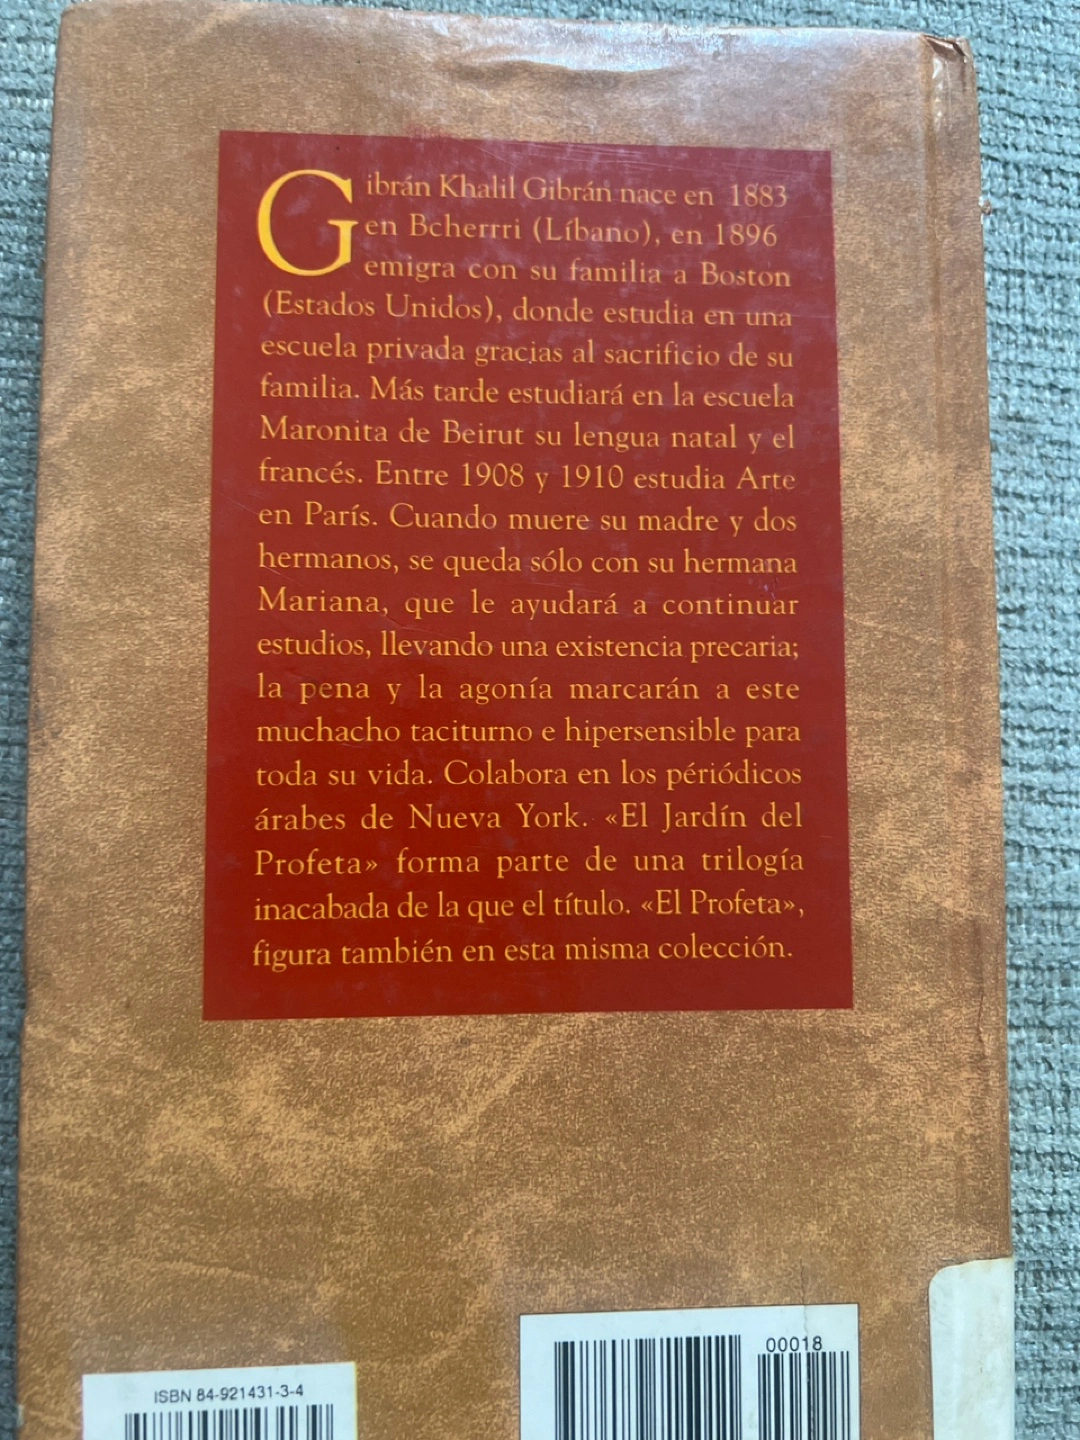 Gibrán Khalil Gibrán nace en 1883
en Bcherrri (Líbano), en 1896
emigra con su familia a Boston
(Estados Unidos), donde estudia en una
escuela privada gracias al sacrificio de su
familia. Más tarde estudiará en la escuela
Maronita de Beirut su lengua natal y el
francés. Entre 1908 y 1910 estudia Arte
en París. Cuando muere su madre y dos
hermanos, se queda sólo con su hermana
Mariana, que le ayudará a continuar
estudios, llevando una existencia precaria;
la pena y la agonía marcarán a este
muchacho taciturno e hipersensible para
toda su vida. Colabora en los périódicos
árabes de Nueva York. «El Jardín del
Profeta» forma parte de una trilogía
inacabada de la que el título. «El Profeta»,
figura también en esta misma colección.
00018
ISBN 84-921431-3-4